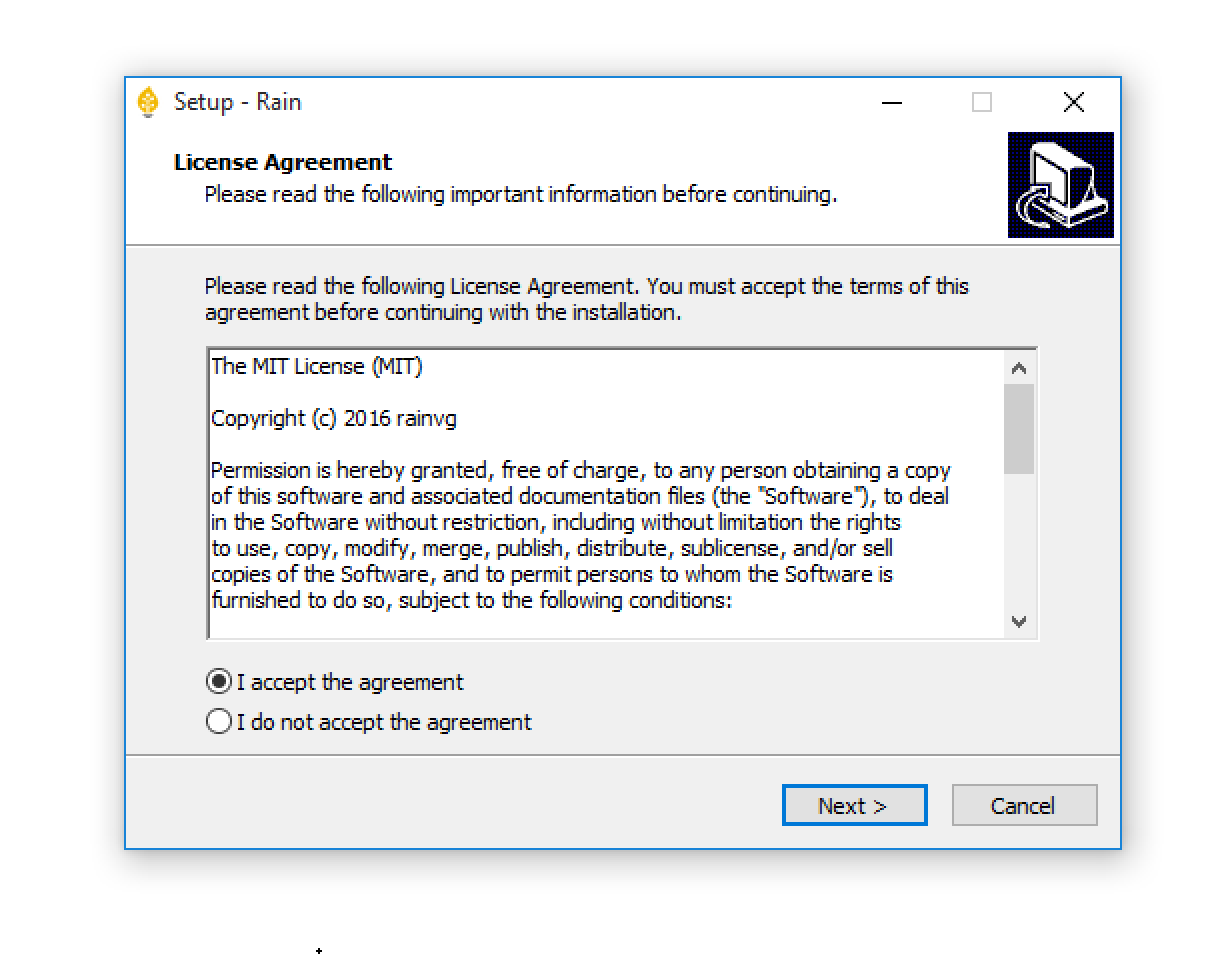 Setup - Rain
License Agreement
Please read the following important information before continuing.
Please read the following License Agreement. You must accept the terms of this
agreement before continuing with the installation.
The MIT License (MIT)
Copyright (c) 2016 rainvg
Permission is hereby granted, free of charge, to any person obtaining a copy
of this software and associated documentation files (the "Software"), to deal
in the Software without restriction, including without limitation the rights
to use, copy, modify, merge, publish, distribute, sublicense, and/or sell
copies of the Software, and to permit persons to whom the Software is
furnished to do so, subject to the following conditions:
I accept the agreement
I do not accept the agreement
Next >
Cancel